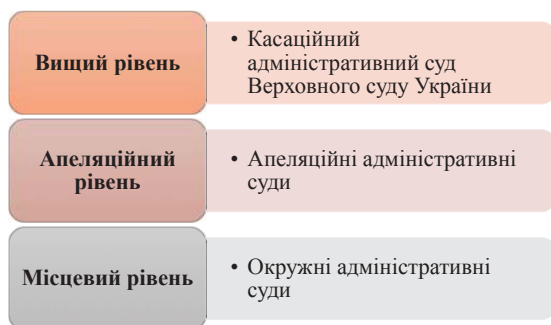 Вищий рівень
• Касаційний
адміністративний суд
Верховного суду України
Апеляційний
рівень
• Апеляційні адміністративні
суди
Місцевий рівень
• Окружні адміністративні
суди